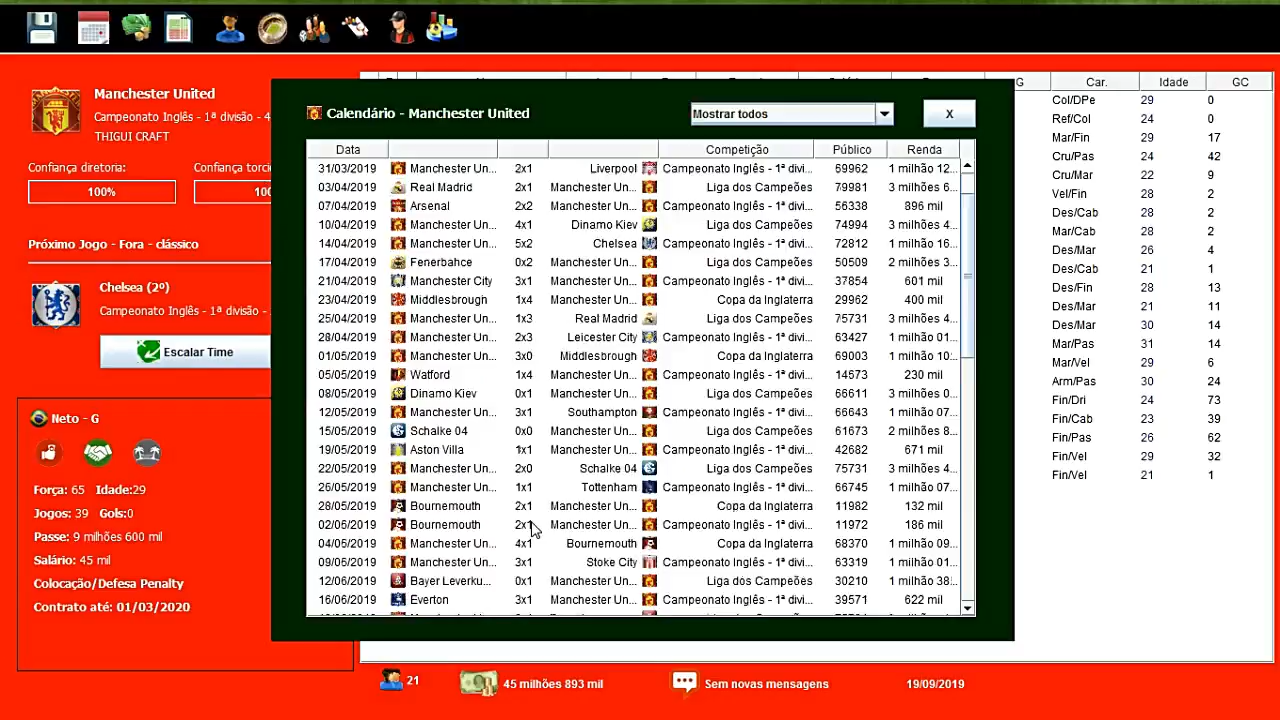 Manchester United
Campeonato Inglês - 1ª divisão - 4
THIGUI CRAFT
Confiança diretoria:
Confiança torcid
100%
100
Próximo Jogo - Fora - clássico
Chelsea (2º)
Campeonato Inglês - 1ª divisão -
Escalar Time
Neto - G
Força: 65 Idade:29
Jogos: 39 Gols:0
Passe: 9 milhões 600 mil
Salário: 45 mil
Colocação/Defesa Penalty
Contrato até: 01/03/2020
Calendário - Manchester United
Mostrar todos
X
Data Competição Público Renda
31/03/2019 Manchester Un... 2x1 Liverpool Campeonato Inglês - 1ª divi... 69962 1 milhão 12...
03/04/2019 Real Madrid 2x1 Manchester Un... Liga dos Campeões 79981 3 milhões 6...
07/04/2019 Arsenal 2x2 Manchester Un... Campeonato Inglês - 1ª divi... 56338 896 mil
10/04/2019 Manchester Un... 4x1 Dinamo Kiev Liga dos Campeões 74994 3 milhões 4...
14/04/2019 Manchester Un... 5x2 Chelsea Campeonato Inglês - 1ª divi... 72812 1 milhão 16...
17/04/2019 Fenerbahce 0x2 Manchester Un... Liga dos Campeões 50509 2 milhões 3...
21/04/2019 Manchester City 3x1 Manchester Un... Campeonato Inglês - 1ª divi... 37854 601 mil
23/04/2019 Middlesbrough 1x4 Manchester Un... Copa da Inglaterra 29962 400 mil
25/04/2019 Manchester Un... 1x3 Real Madrid Liga dos Campeões 75731 3 milhões 4...
28/04/2019 Manchester Un... 2x3 Leicester City Campeonato Inglês - 1ª divi... 63427 1 milhão 01...
01/05/2019 Manchester Un... 3x0 Middlesbrough Copa da Inglaterra 69003 1 milhão 10...
05/05/2019 Watford 1x4 Manchester Un... Campeonato Inglês - 1ª divi... 14573 230 mil
08/05/2019 Dinamo Kiev 0x1 Manchester Un... Liga dos Campeões 66611 3 milhões 0...
12/05/2019 Manchester Un... 3x1 Southampton Campeonato Inglês - 1ª divi... 66643 1 milhão 07...
15/05/2019 Schalke 04 0x0 Manchester Un... Liga dos Campeões 61673 2 milhões 8...
19/05/2019 Aston Villa 1x1 Manchester Un... Campeonato Inglês - 1ª divi... 42682 671 mil
22/05/2019 Manchester Un... 2x0 Schalke 04 Liga dos Campeões 75731 3 milhões 4...
26/05/2019 Manchester Un... 1x1 Tottenham Campeonato Inglês - 1ª divi... 66745 1 milhão 07...
28/05/2019 Bournemouth 2x1 Manchester Un... Copa da Inglaterra 11982 132 mil
02/06/2019 Bournemouth 2x1 Manchester Un... Campeonato Inglês - 1ª divi... 11972 186 mil
04/06/2019 Manchester Un... 4x1 Bournemouth Copa da Inglaterra 68370 1 milhão 09...
09/06/2019 Manchester Un... 3x1 Stoke City Campeonato Inglês - 1ª divi... 63319 1 milhão 01...
12/06/2019 Bayer Leverku... 0x1 Manchester Un... Liga dos Campeões 30210 1 milhão 38...
16/06/2019 Everton 3x1 Manchester Un... Campeonato Inglês - 1ª divi... 39571 622 mil
G Car. Idade GC
Col/DPe 29 0
Ref/Col 24 0
Mar/Fin 29 17
Cru/Pas 24 42
Cru/Mar 22 9
Vel/Fin 28 2
Des/Cab 28 2
Mar/Cab 28 2
Des/Mar 26 4
Des/Cab 21 1
Des/Fin 28 13
Des/Mar 21 11
Des/Mar 30 14
Mar/Pas 31 14
Mar/Vel 29 6
Arm/Pas 30 24
Fin/Dri 24 73
Fin/Cab 23 39
Fin/Pas 26 62
Fin/Vel 29 32
Fin/Vel 21 1
21
45 milhões 893 mil
Sem novas mensagens
19/09/2019